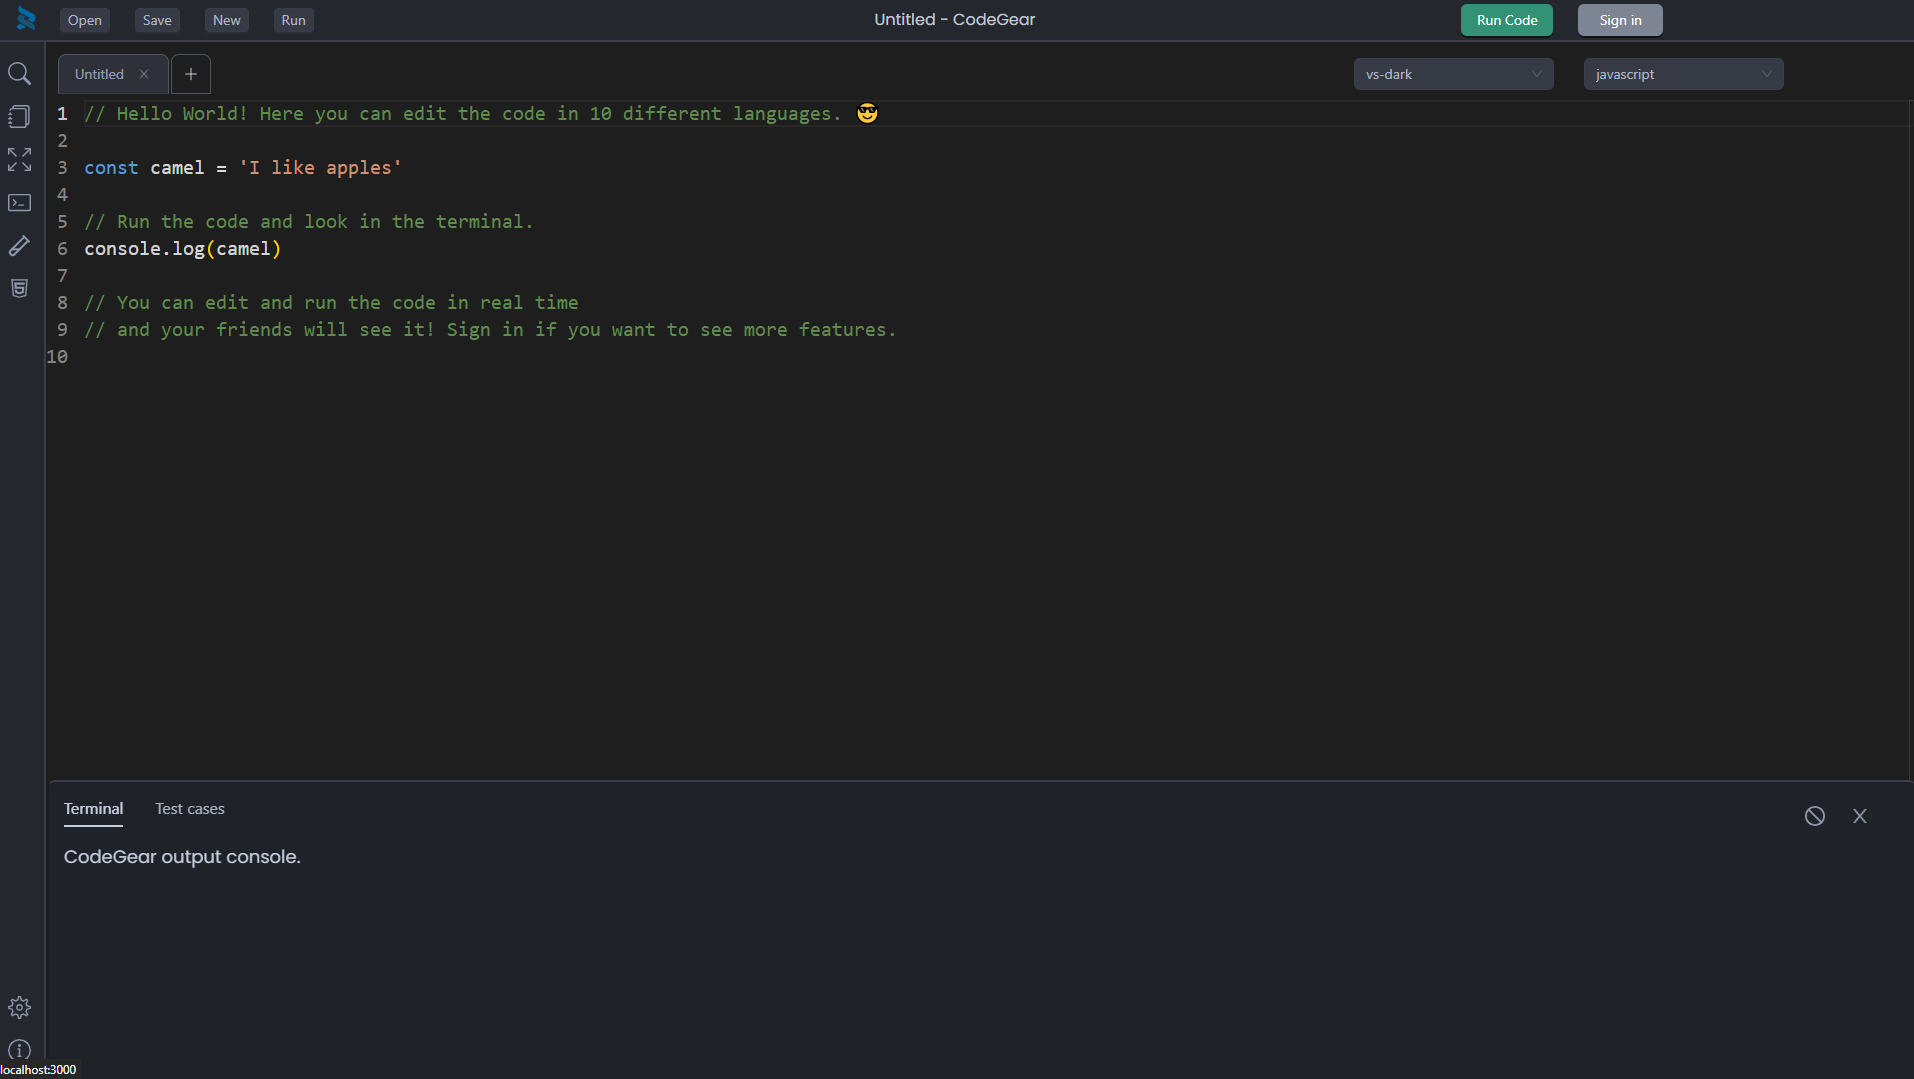 Open Save New Run Untitled - CodeGear Run Code Sign in
Untitled vs-dark javascript
1 // Hello World! Here you can edit the code in 10 different languages. 😎
2
3 const camel = 'I like apples'
4
5 // Run the code and look in the terminal.
6 console.log(camel)
7
8 // You can edit and run the code in real time
9 // and your friends will see it! Sign in if you want to see more features.
10
Terminal Test cases
CodeGear output console.
localhost:3000